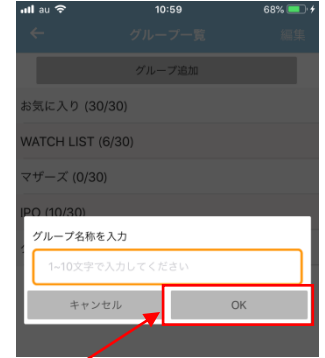 au 10:59 68%
グループ一覧 編集
グループ追加
お気に入り (30/30)
WATCH LIST (6/30)
マザーズ (0/30)
IPO (10/30)
グループ名称を入力
1~10文字で入力してください
キャンセル OK